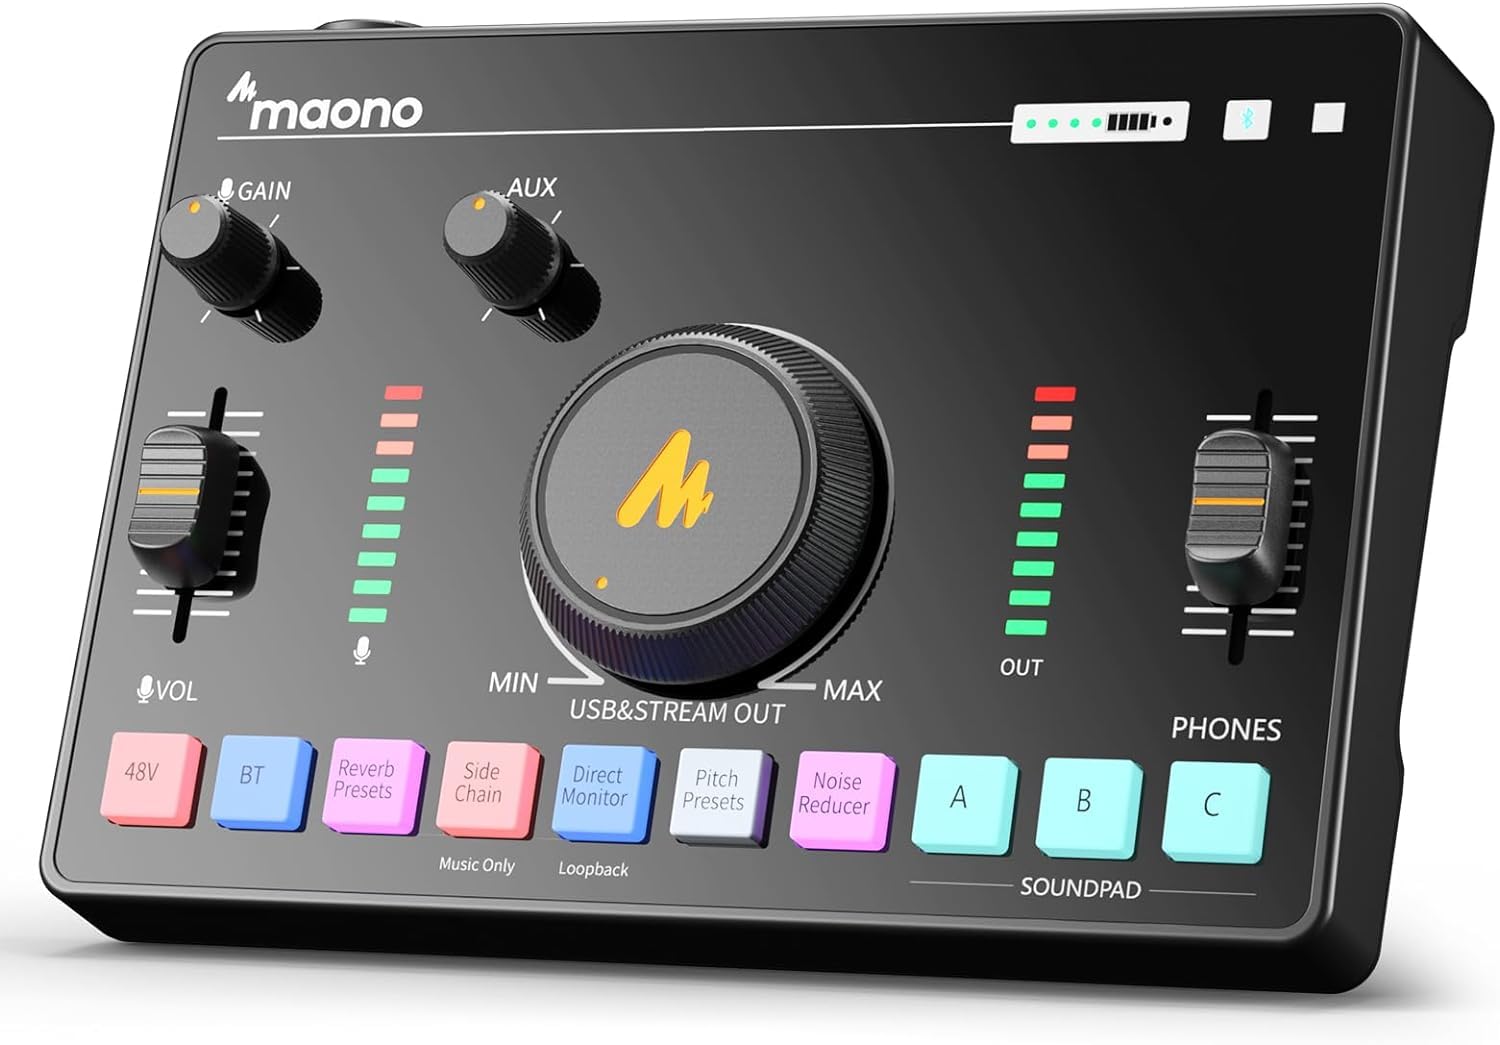 maono
GAIN
AUX
MIN
MAX
USB&STREAM OUT
OUT
VOL
PHONES
48V
BT
Reverb
Presets
Side
Chain
Direct
Monitor
Pitch
Presets
Noise
Reducer
A
B
C
Music Only
Loopback
SOUNDPAD